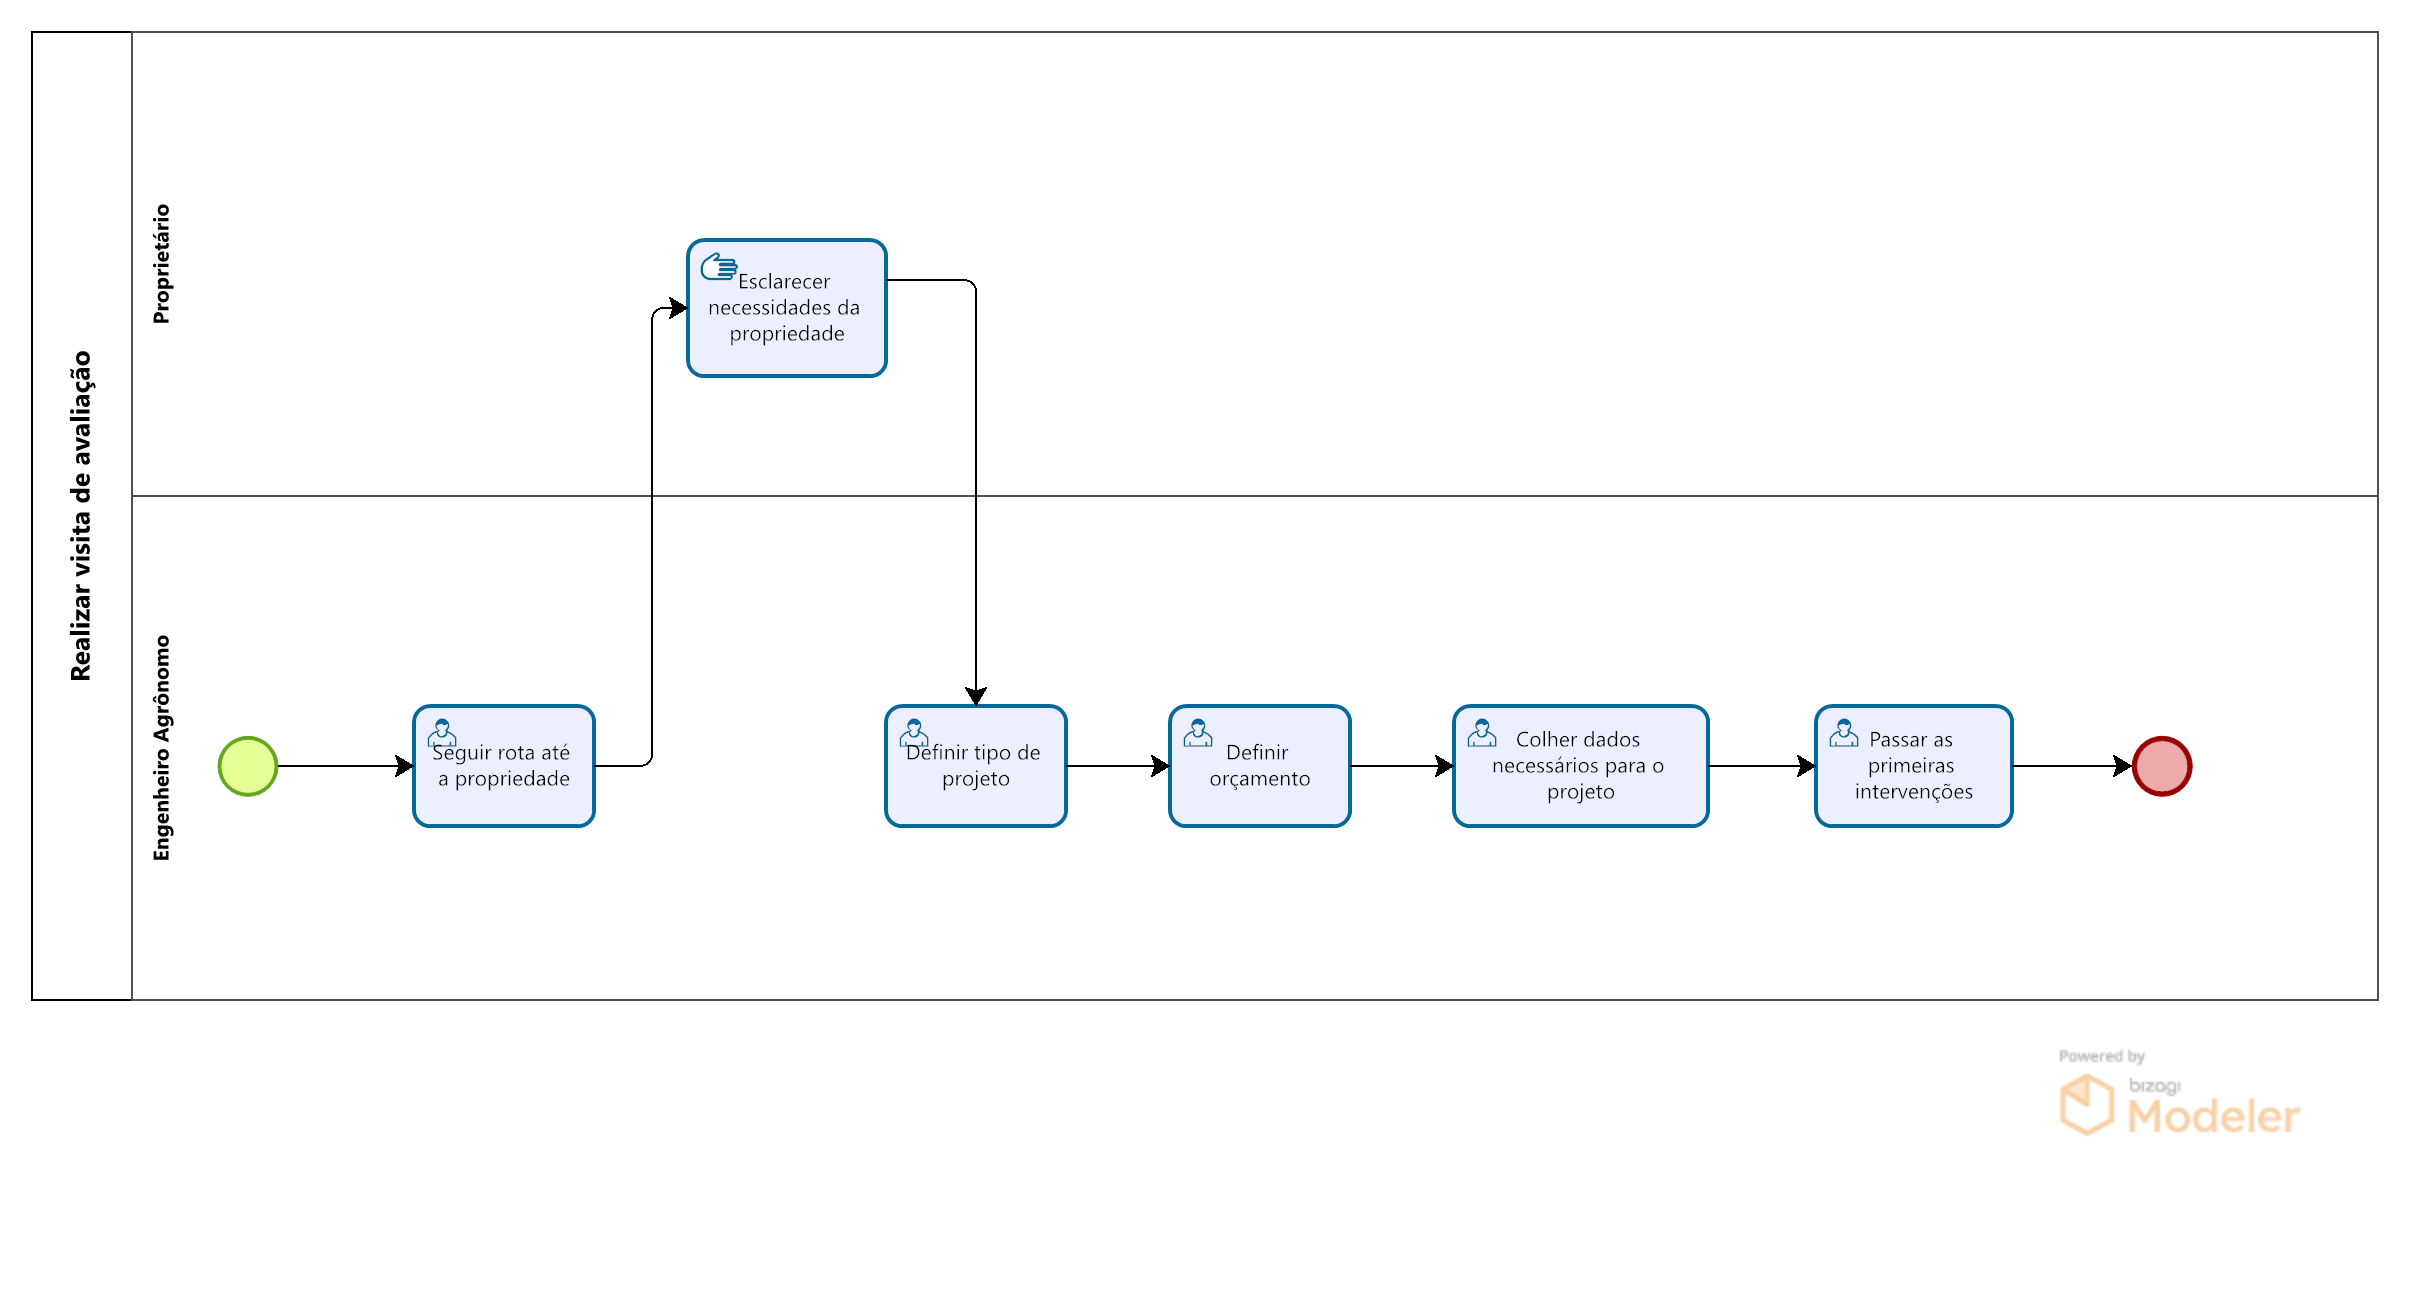 Realizar visita de avaliação
Proprietário
Esclarecer
necessidades da
propriedade
Engenheiro Agrônomo
Seguir rota até
a propriedade
Definir tipo de
projeto
Definir
orçamento
Colher dados
necessários para o
projeto
Passar as
primeiras
intervenções
Powered by
bizagi
Modeler